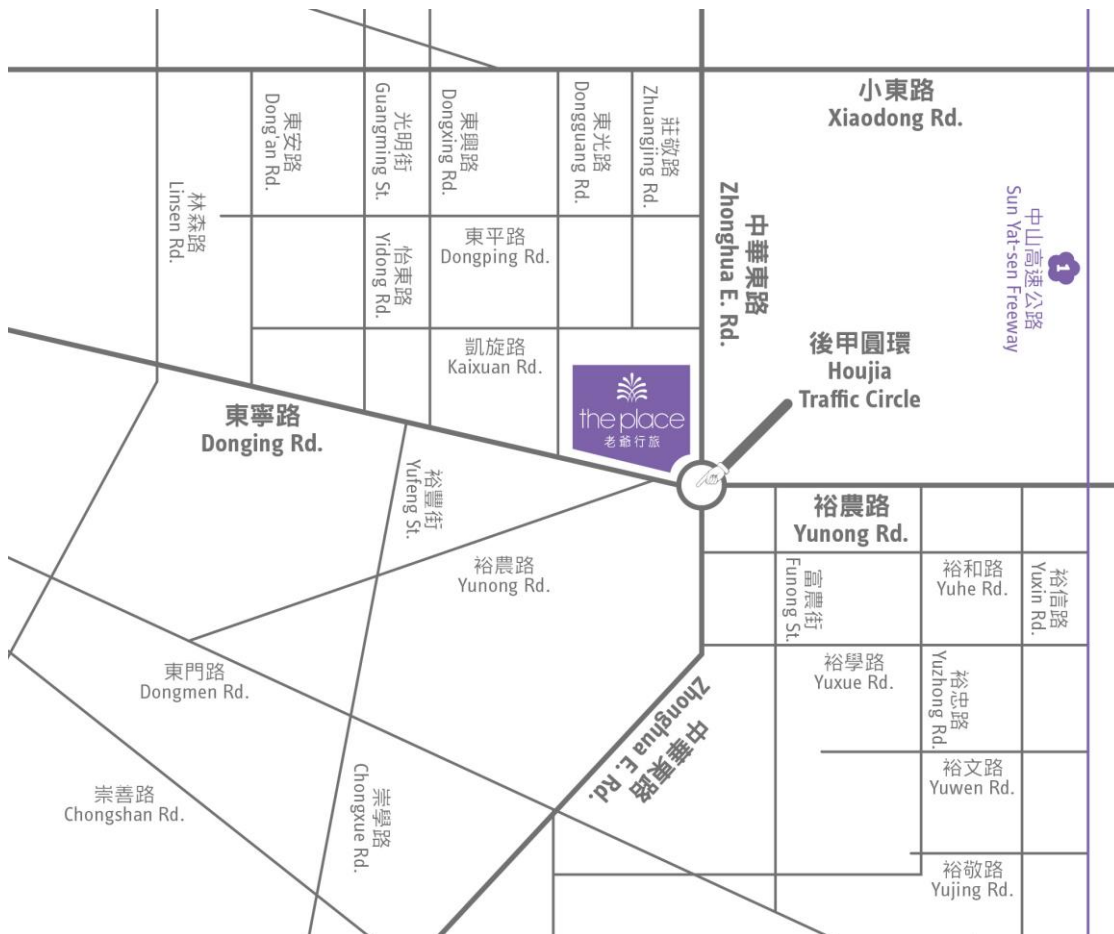 小東路
Xiaodong Rd.
東安路
Dong'an Rd.
光明街
Guangming St.
東興路
Dongxing Rd.
東光路
Dongguang Rd.
莊敬路
Zhuangjing Rd.
林森路
Linsen Rd.
中華東路
Zhonghua E. Rd.
中山高速公路
Sun Yat-sen Freeway
1
怡東路
Yidong Rd.
東平路
Dongping Rd.
凱旋路
Kaixuan Rd.
後甲圓環
Houjia
Traffic Circle
the place
老爺行旅
東寧路
Donging Rd.
裕豐街
Yufeng St.
裕農路
Yunong Rd.
裕農路
Yunong Rd.
富農街
Funong St.
裕和路
Yuhe Rd.
裕信路
Yuxin Rd.
東門路
Dongmen Rd.
裕學路
Yuxue Rd.
裕忠路
Yuzhong Rd.
中華東路
Zhonghua E. Rd.
裕文路
Yuwen Rd.
崇善路
Chongshan Rd.
崇學路
Chongxue Rd.
裕敬路
Yujing Rd.